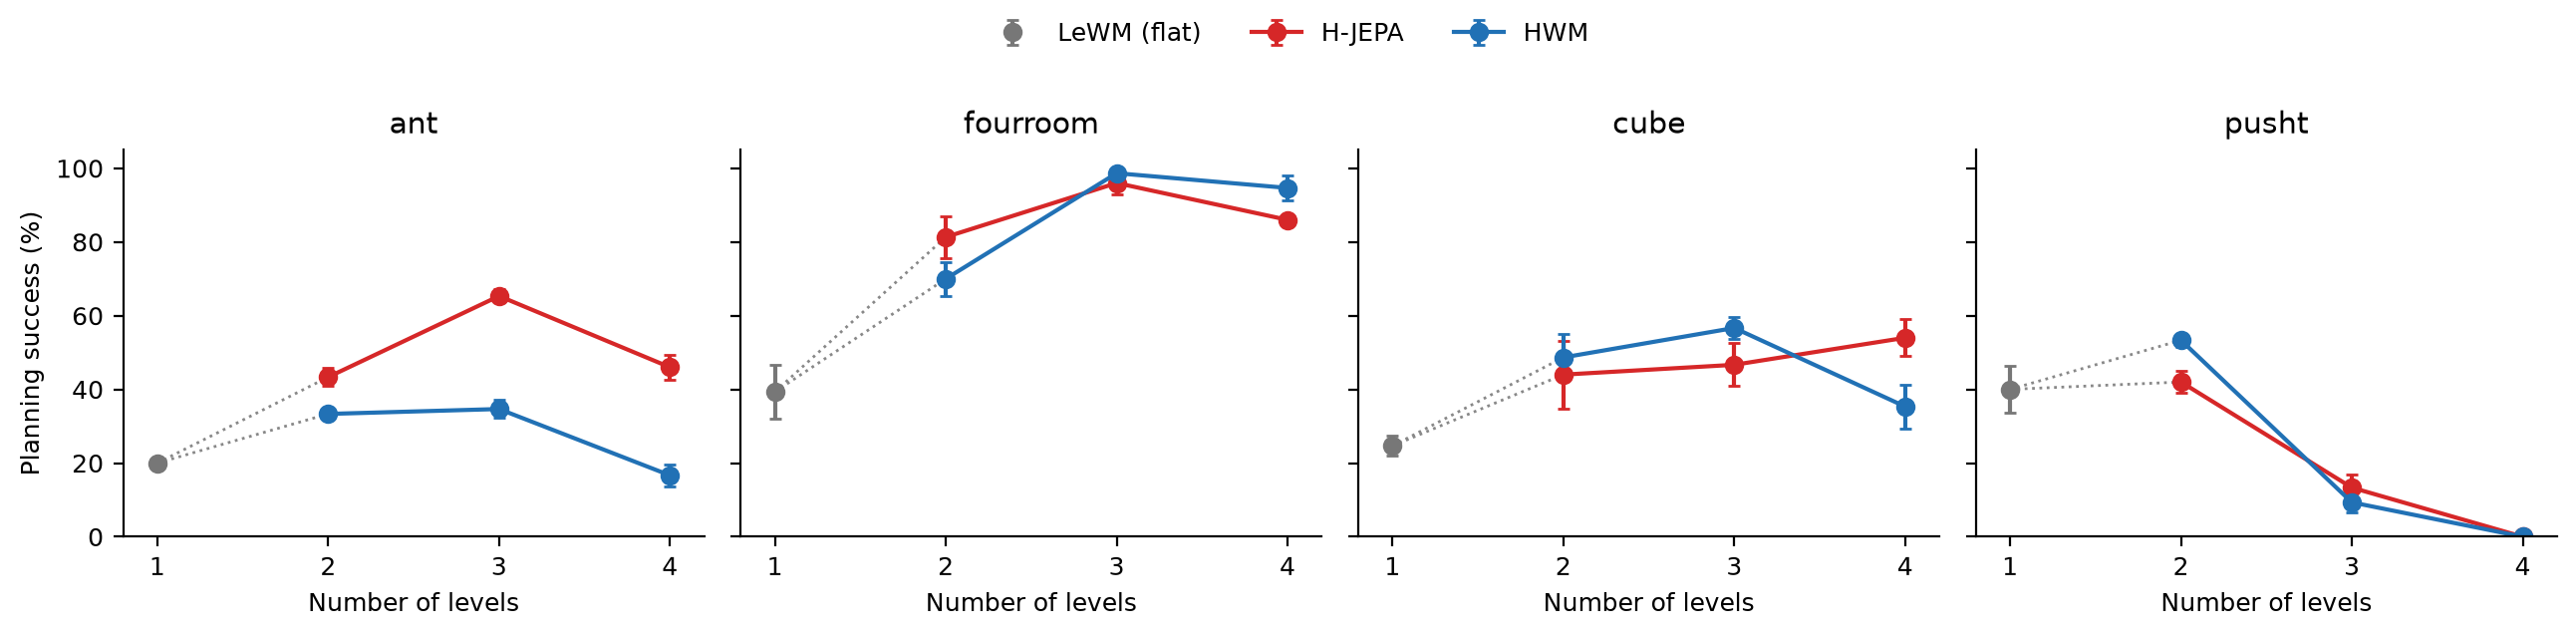 LeWM (flat) H-JEPA HWM
ant fourroom cube pusht
Planning success (%)
100
80
60
40
20
0
1 2 3 4 1 2 3 4 1 2 3 4 1 2 3 4
Number of levels Number of levels Number of levels Number of levels